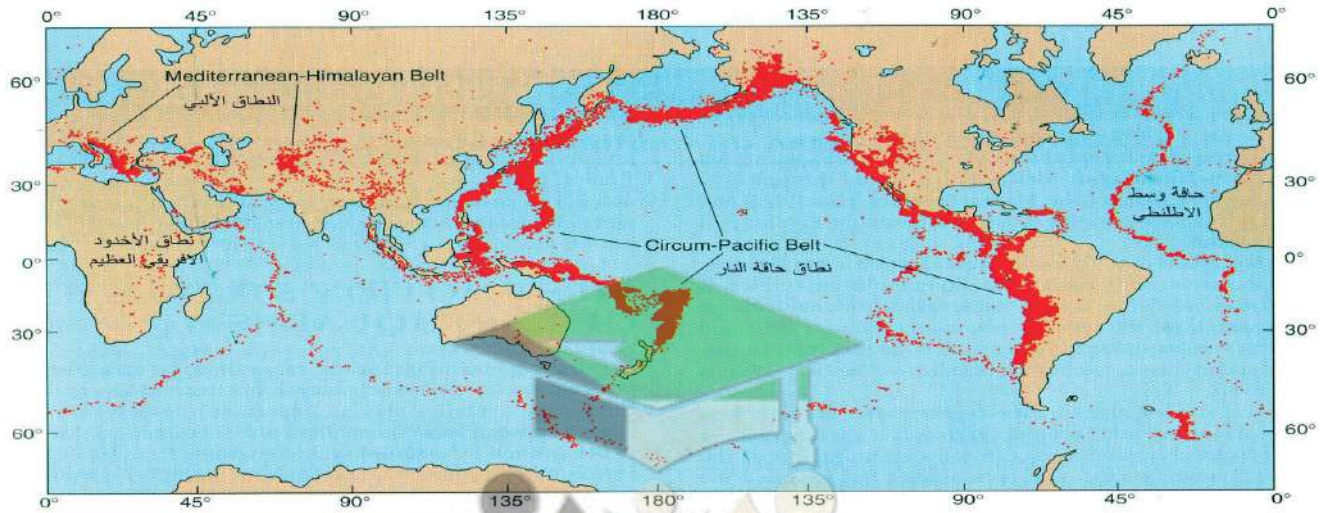 0° 45° 90° 135° 180° 135° 90° 45° 0°
60° 60°
Mediterranean-Himalayan Belt
النطاق الألبي
30° 30°
حافة وسط
الاطلنطي
نطاق الأخدود
الافريقي العظيم
Circum-Pacific Belt
نطاق حافة النار
0° 0°
30° 30°
60° 60°
0° 45° 90° 135° 180° 135° 90° 45° 0°